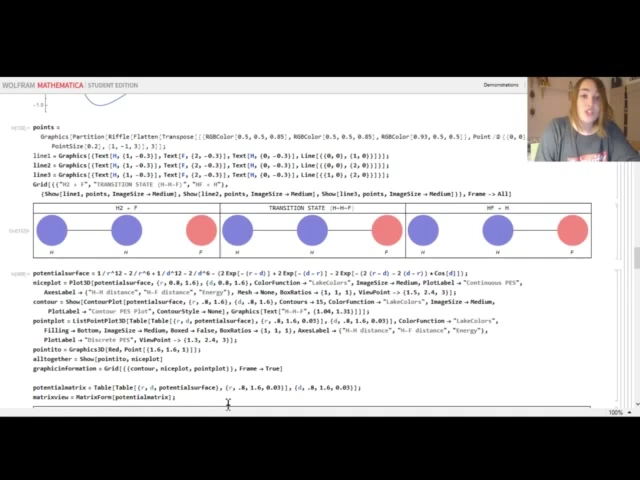 WOLFRAM MATHEMATICA | STUDENT EDITION
Demonstrations
-1.0
points =
Graphics[Partition[Riffle[Flatten[Transpose[{{RGBColor[0.5, 0.5, 0.85], RGBColor[0.5, 0.5, 0.85], RGBColor[0.93, 0.5, 0.5]},
PointSize[0.2], {1, -1, 3}], 3]];
line1 = Graphics[{Text[H, {1, -0.3}], Text[F, {2, -0.3}], Text[H, {0, -0.3}], Line[{{0, 0}, {1, 0}}]}];
line2 = Graphics[{Text[H, {1, -0.3}], Text[F, {2, -0.3}], Text[H, {0, -0.3}], Line[{{0, 0}, {2, 0}}]}];
line3 = Graphics[{Text[H, {1, -0.3}], Text[F, {2, -0.3}], Text[H, {0, -0.3}], Line[{{1, 0}, {2, 0}}]}];
Grid[{{"H2 + F", "TRANSITION STATE (H-H-F)", "HF + H"},
{Show[line1, points, ImageSize → Medium], Show[line2, points, ImageSize → Medium], Show[line3, points, ImageSize → Medium]}}, Frame -> All]
H2 + F TRANSITION STATE (H-H-F) HF + H
H H F H H F H H F
potentialsurface = 1/r^12 - 2/r^6 + 1/d^12 - 2/d^6 -
niceplot = Plot3D[potentialsurface, {r, 0.8, 1.6}, {d, 0.8, 1.6}, ColorFunction → "LakeColors", ImageSize → Medium, PlotLabel → "Continuous PES",
AxesLabel → {"H-H distance", "H-F distance", "Energy"}, Mesh → None, BoxRatios → {1, 1, 1}, ViewPoint -> {1.5, 2.4, 3}];
contour = Show[ContourPlot[potentialsurface, {r, .8, 1.6}, {d, .8, 1.6}, Contours → 15, ColorFunction → "LakeColors", ImageSize → Medium,
PlotLabel → "Contour PES Plot", ContourStyle → None], Graphics[Text["H-H-F", {1.04, 1.31}]]];
pointplot = ListPointPlot3D[Table[{r, d, potentialsurface}, {r, .8, 1.6, 0.03}, {d, .8, 1.6, 0.03}], ColorFunction → "LakeColors",
Filling → Bottom, ImageSize → Medium, Boxed → False, BoxRatios → {1, 1, 1}, AxesLabel → {"H-H distance", "H-F distance", "Energy"},
PlotLabel → "Discrete PES", ViewPoint -> {1.3, 2.4, 3}];
pointito = Graphics3D[Red, Point[{1.6, 1.6, 1}]];
alltogether = Show[pointito, niceplot]
graphicinformation = Grid[{{contour, niceplot, pointplot}}, Frame → True]
potentialmatrix = Table[Table[{r, d, potentialsurface}, {r, .8, 1.6, 0.03}], {d, .8, 1.6, 0.03}];
matrixview = MatrixForm[potentialmatrix];
100%